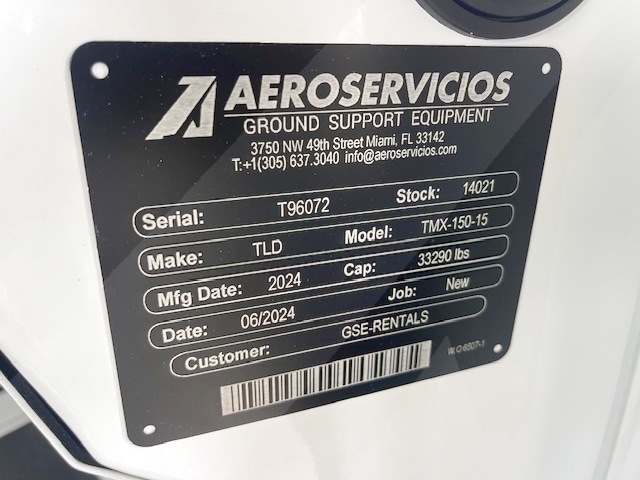 AEROSERVICIOS
GROUND SUPPORT EQUIPMENT
3750 NW 49th Street Miami, FL 33142
T:+1(305) 637.3040 info@aeroservicios.com
Serial: T96072 Stock: 14021
Make: TLD Model: TMX-150-15
Mfg Date: 2024 Cap: 33290 lbs
Date: 06/2024 Job: New
Customer: GSE-RENTALS
W.O 6507-1